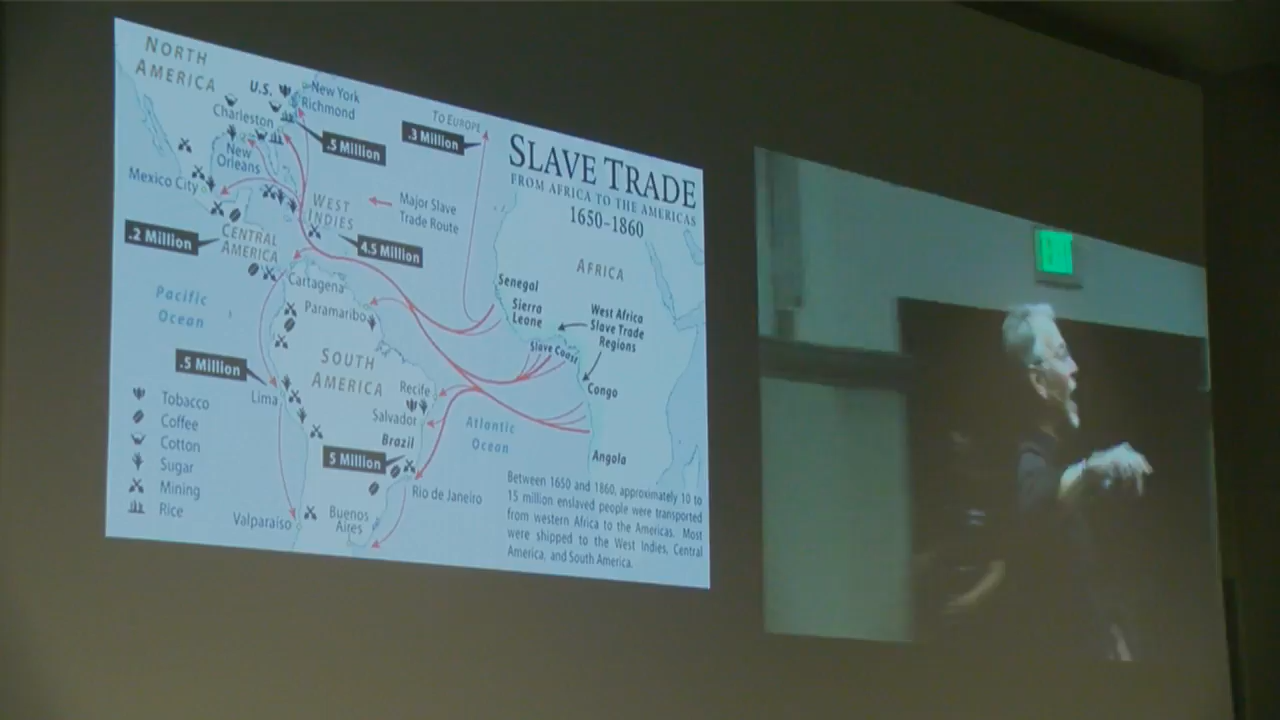 NORTH
AMERICA
U.S.
New York
Richmond
Charleston
.5 Million
New
Orleans
Mexico City
WEST
INDIES
.2 Million
CENTRAL
AMERICA
4.5 Million
TO EUROPE
.3 Million
Major Slave
Trade Route
SLAVE TRADE
FROM AFRICA TO THE AMERICAS
1650–1860
AFRICA
Senegal
Sierra
Leone
West Africa
Slave Trade
Regions
Slave Coast
Congo
Angola
Cartagena
Paramaribo
Pacific
Ocean
SOUTH
AMERICA
.5 Million
Lima
Recife
Salvador
Brazil
5 Million
Atlantic
Ocean
Rio de Janeiro
Valparaíso
Buenos
Aires
Tobacco
Coffee
Cotton
Sugar
Mining
Rice
Between 1650 and 1860, approximately 10 to
15 million enslaved people were transported
from western Africa to the Americas. Most
were shipped to the West Indies, Central
America, and South America.